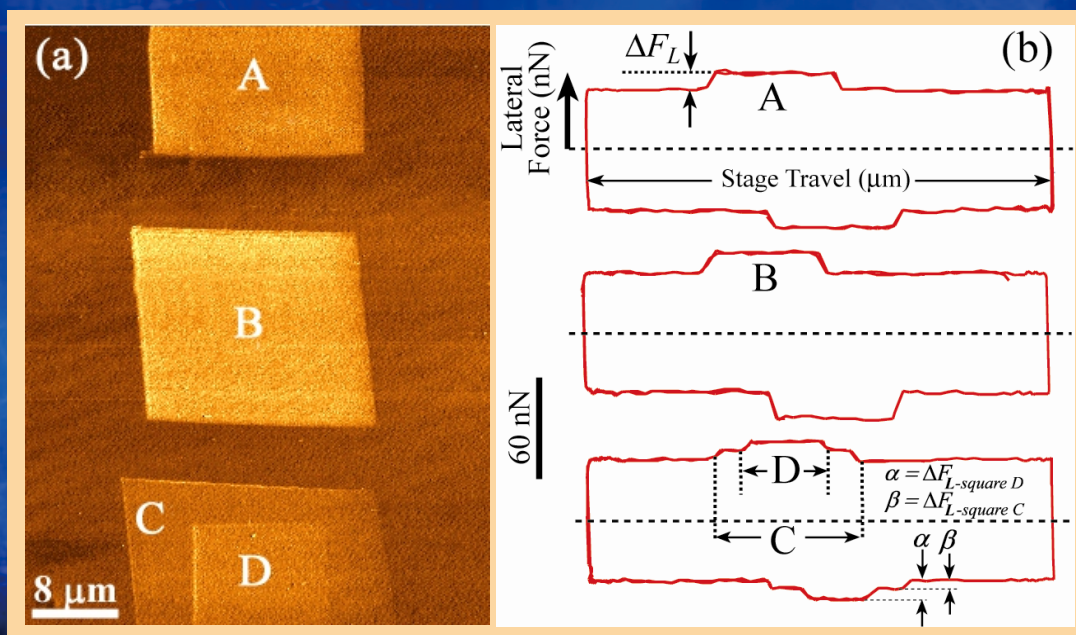 (a)
A
B
C
D
8 μm
(b)
ΔF_L
Lateral
Force (nN)
A
Stage Travel (μm)
B
60 nN
D
C
α = ΔF_L-square D
β = ΔF_L-square C
α β